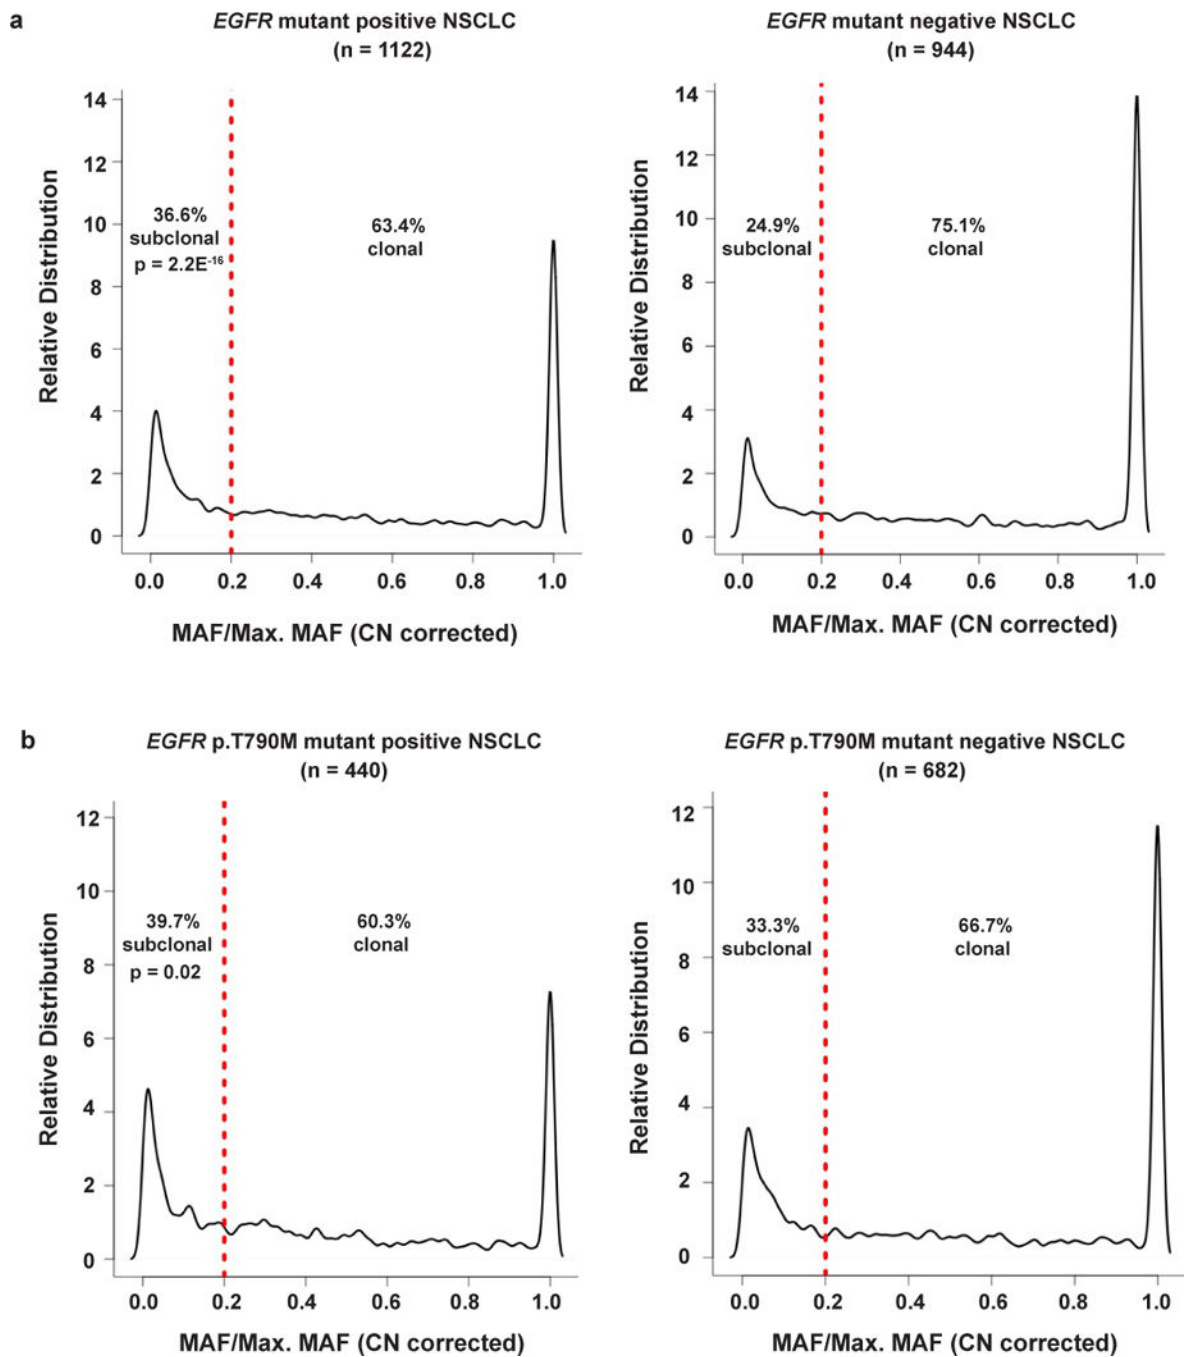 a
EGFR mutant positive NSCLC
(n = 1122)
14
12
10
8
6
4
2
0
Relative Distribution
36.6%
subclonal
p = 2.2E-16
63.4%
clonal
0.0 0.2 0.4 0.6 0.8 1.0
MAF/Max. MAF (CN corrected)
EGFR mutant negative NSCLC
(n = 944)
14
12
10
8
6
4
2
0
Relative Distribution
24.9%
subclonal
75.1%
clonal
0.0 0.2 0.4 0.6 0.8 1.0
MAF/Max. MAF (CN corrected)
b
EGFR p.T790M mutant positive NSCLC
(n = 440)
12
10
8
6
4
2
0
Relative Distribution
39.7%
subclonal
p = 0.02
60.3%
clonal
0.0 0.2 0.4 0.6 0.8 1.0
MAF/Max. MAF (CN corrected)
EGFR p.T790M mutant negative NSCLC
(n = 682)
12
10
8
6
4
2
0
Relative Distribution
33.3%
subclonal
66.7%
clonal
0.0 0.2 0.4 0.6 0.8 1.0
MAF/Max. MAF (CN corrected)